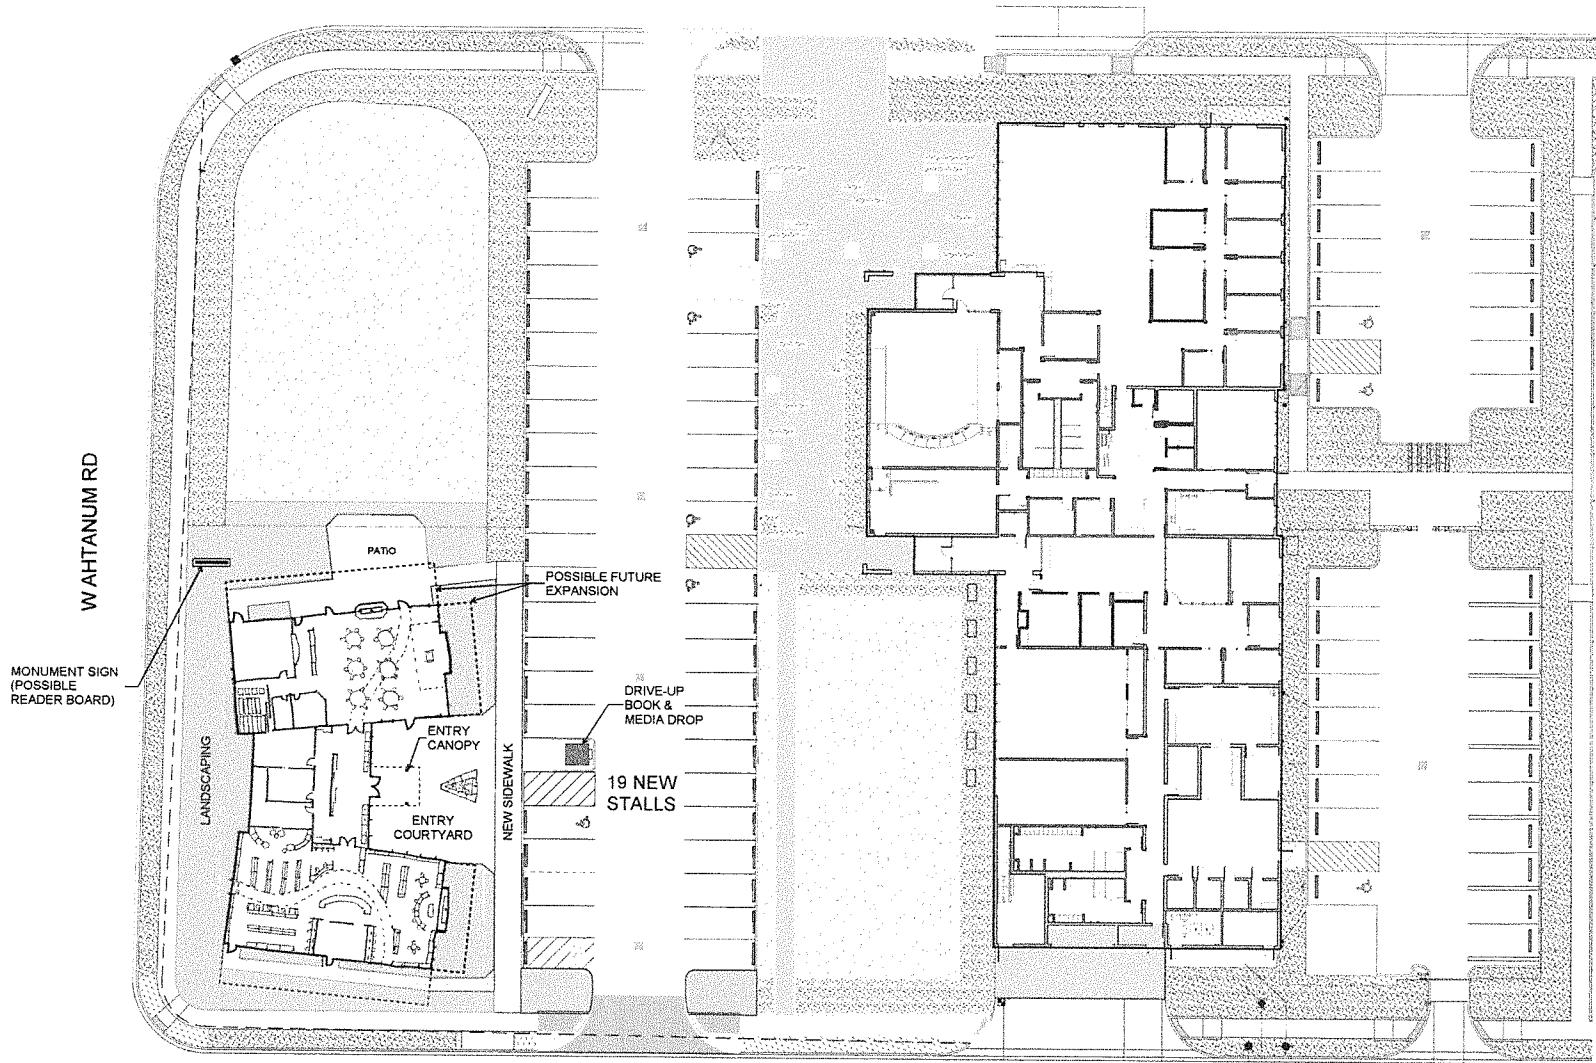 W AHTANUM RD
MONUMENT SIGN
(POSSIBLE
READER BOARD)
PATIO
POSSIBLE FUTURE
EXPANSION
LANDSCAPING
ENTRY
CANOPY
ENTRY
COURTYARD
NEW SIDEWALK
DRIVE-UP
BOOK &
MEDIA DROP
19 NEW
STALLS